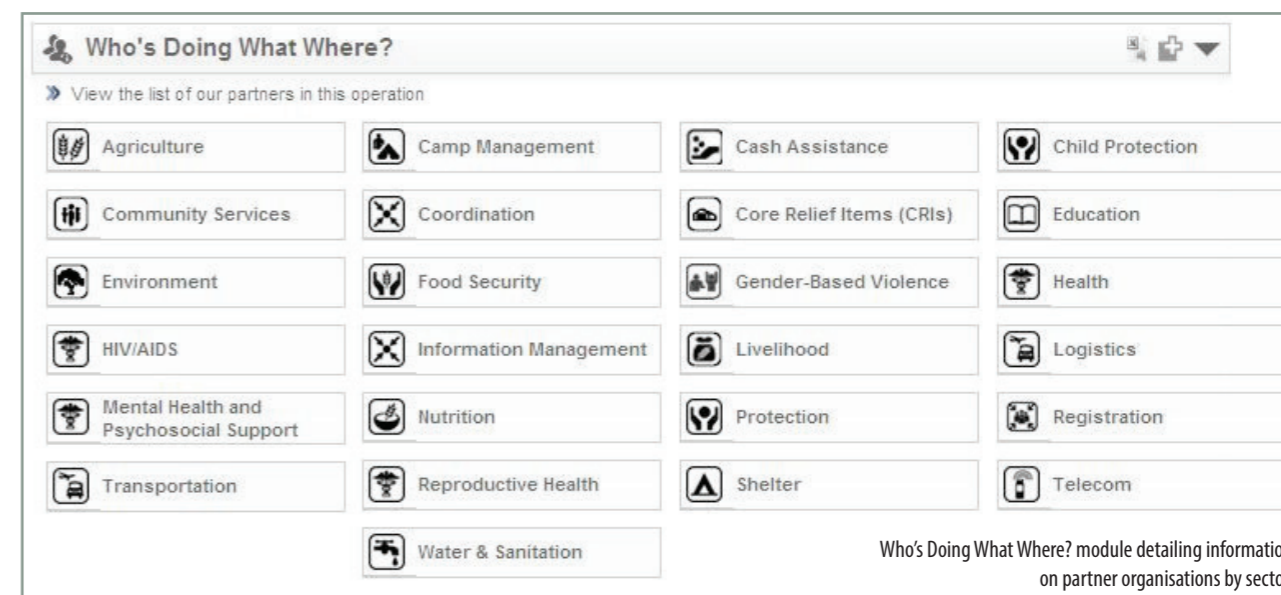 Who's Doing What Where?
View the list of our partners in this operation
Agriculture
Camp Management
Cash Assistance
Child Protection
Community Services
Coordination
Core Relief Items (CRIs)
Education
Environment
Food Security
Gender-Based Violence
Health
HIV/AIDS
Information Management
Livelihood
Logistics
Mental Health and
Psychosocial Support
Nutrition
Protection
Registration
Transportation
Reproductive Health
Shelter
Telecom
Water & Sanitation
Who's Doing What Where? module detailing informatio
on partner organisations by secto